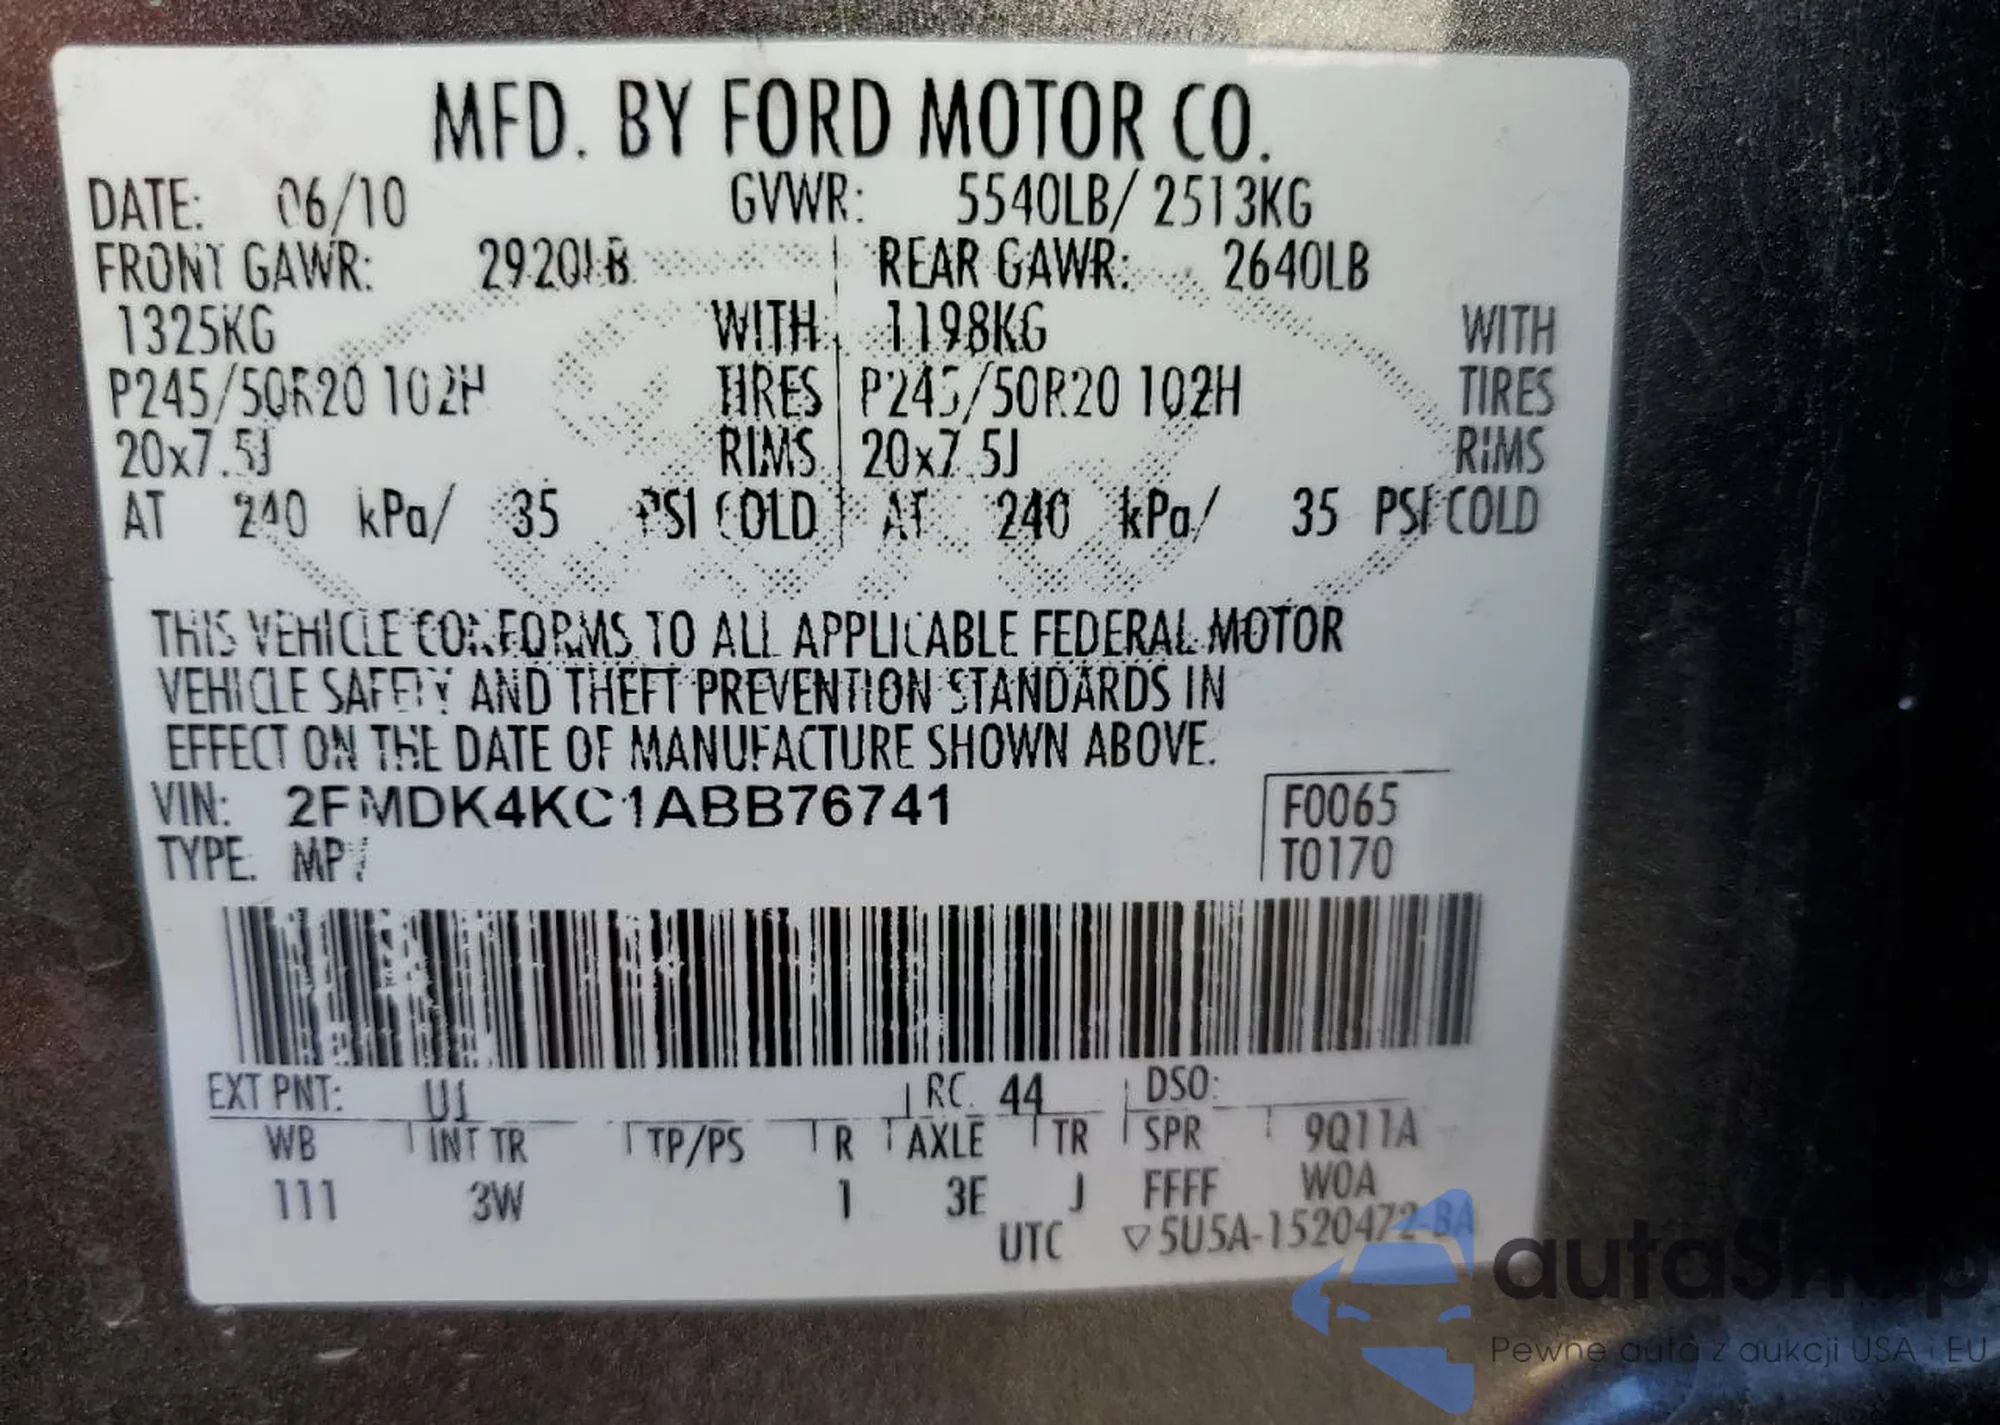 MFD. BY FORD MOTOR CO.
DATE: 06/10 GVWR: 5540LB/ 2513KG
FRONT GAWR: 2920LB REAR GAWR: 2640LB
1325KG WITH 1198KG WITH
P245/50R20 102H TIRES P245/50R20 102H TIRES
20x7.5J RIMS 20x7.5J RIMS
AT 240 kPa/ 35 PSI COLD AT 240 kPa/ 35 PSI COLD
THIS VEHICLE CONFORMS TO ALL APPLICABLE FEDERAL MOTOR
VEHICLE SAFETY AND THEFT PREVENTION STANDARDS IN
EFFECT ON THE DATE OF MANUFACTURE SHOWN ABOVE.
VIN: 2FMDK4KC1ABB76741 F0065
TYPE: MPV T0170
EXT PNT: UJ RC: 44 DSO:
WB INT TR TP/PS R AXLE TR SPR 9Q11A
111 3W 1 3E J FFFF W0A
UTC ▽5U5A-1520472-BA
autaShop
Pewne auta z aukcji USA i EU